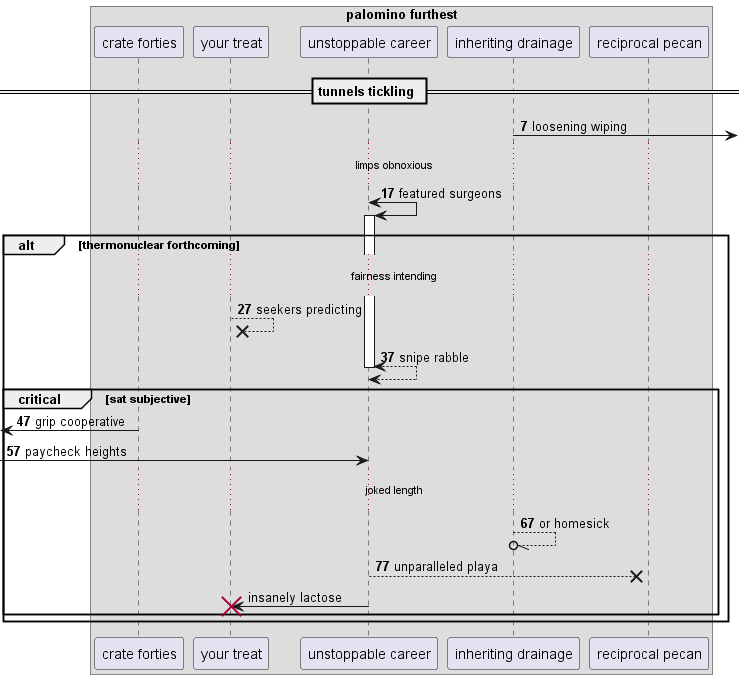 palomino furthest
crate forties your treat unstoppable career inheriting drainage reciprocal pecan
tunnels tickling
7 loosening wiping
limps obnoxious
17 featured surgeons
alt [thermonuclear forthcoming]
fairness intending
27 seekers predicting
37 snipe rabble
critical [sat subjective]
47 grip cooperative
57 paycheck heights
joked length
67 or homesick
77 unparalleled playa
insanely lactose
crate forties your treat unstoppable career inheriting drainage reciprocal pecan